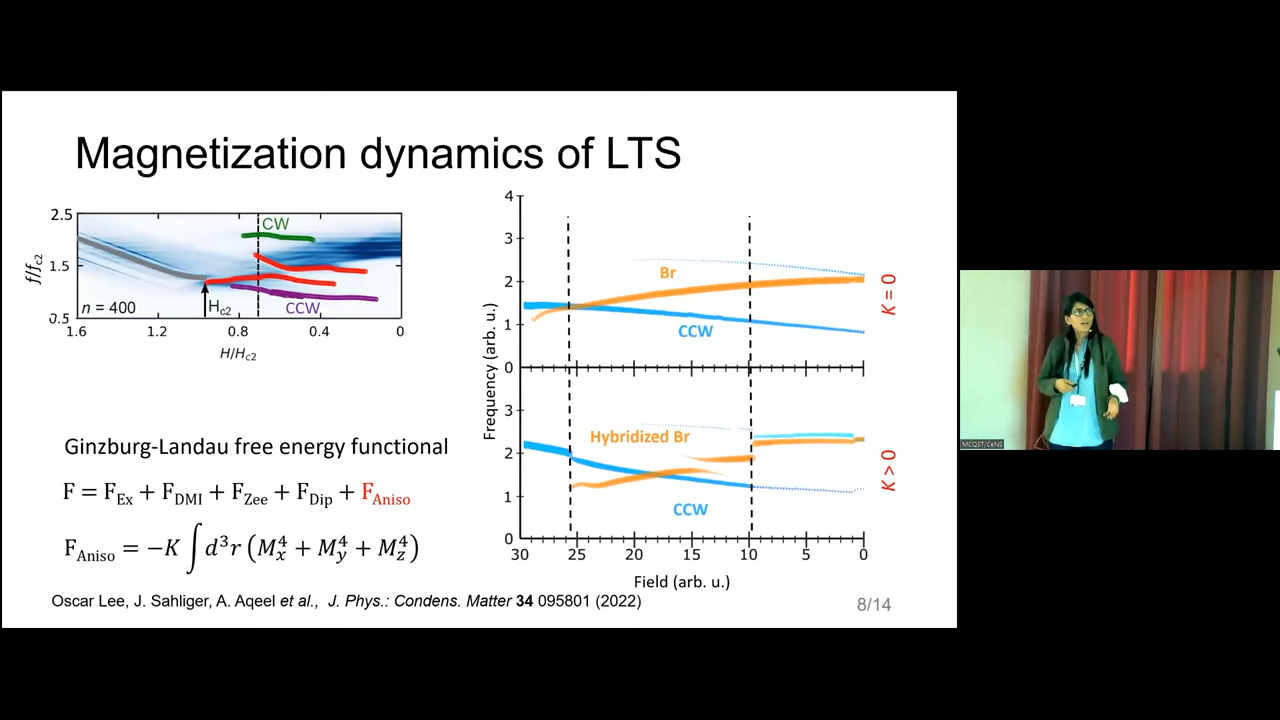 Magnetization dynamics of LTS
2.5
1.5
0.5
f/fc2
CW
n = 400
Hc2
CCW
1.6 1.2 0.8 0.4 0
H/Hc2
Ginzburg-Landau free energy functional
F = FEx + FDMI + FZee + FDip + FAniso
FAniso = −K ∫ d³r (Mx⁴ + My⁴ + Mz⁴)
Oscar Lee, J. Sahliger, A. Aqeel et al., J. Phys.: Condens. Matter 34 095801 (2022)
Frequency (arb. u.)
4
3
2
1
0
Br
CCW
K = 0
3
2
1
0
Hybridized Br
CCW
K > 0
30 25 20 15 10 5 0
Field (arb. u.)
8/14
MCQST/CeNS